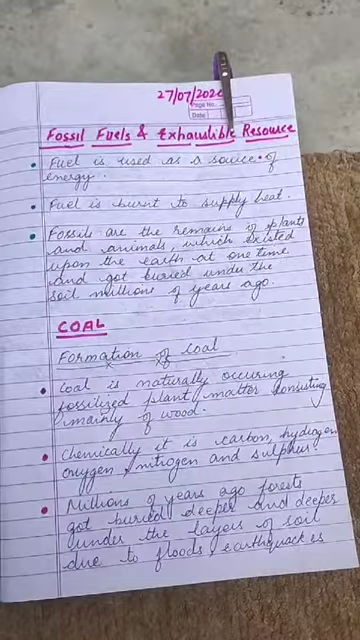 27/07/2020
Page No.
Date
Fossil Fuels & Exhaustible Resource
Fuel is used as a source of
energy.
Fuel is burnt to supply heat.
Fossils are the remains of plants
and animals, which existed
upon the earth at one time
and got buried under the
soil millions of years ago.
COAL
Formation of Coal
Coal is naturally occuring
fossilized plant matter consisting
mainly of wood.
Chemically it is carbon, hydrogen
oxygen, nitrogen and sulphur.
Millions of years ago forests
got buried deeper and deeper
under the layers of soil
due to floods, earthquackes